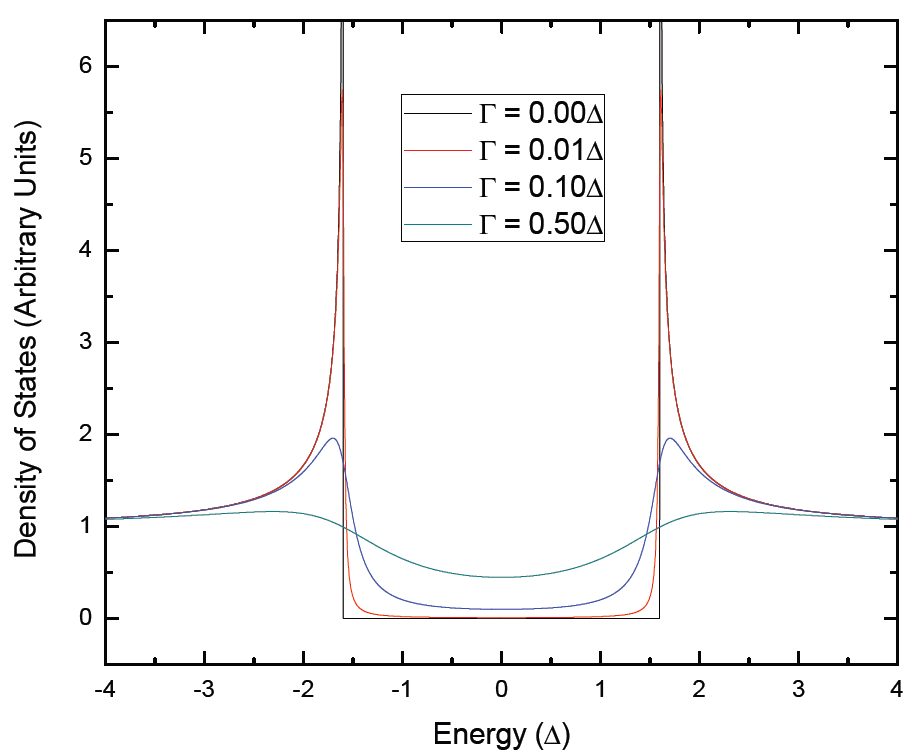 Density of States (Arbitrary Units)
6
5
4
3
2
1
0
Γ = 0.00Δ
Γ = 0.01Δ
Γ = 0.10Δ
Γ = 0.50Δ
-4 -3 -2 -1 0 1 2 3 4
Energy (Δ)